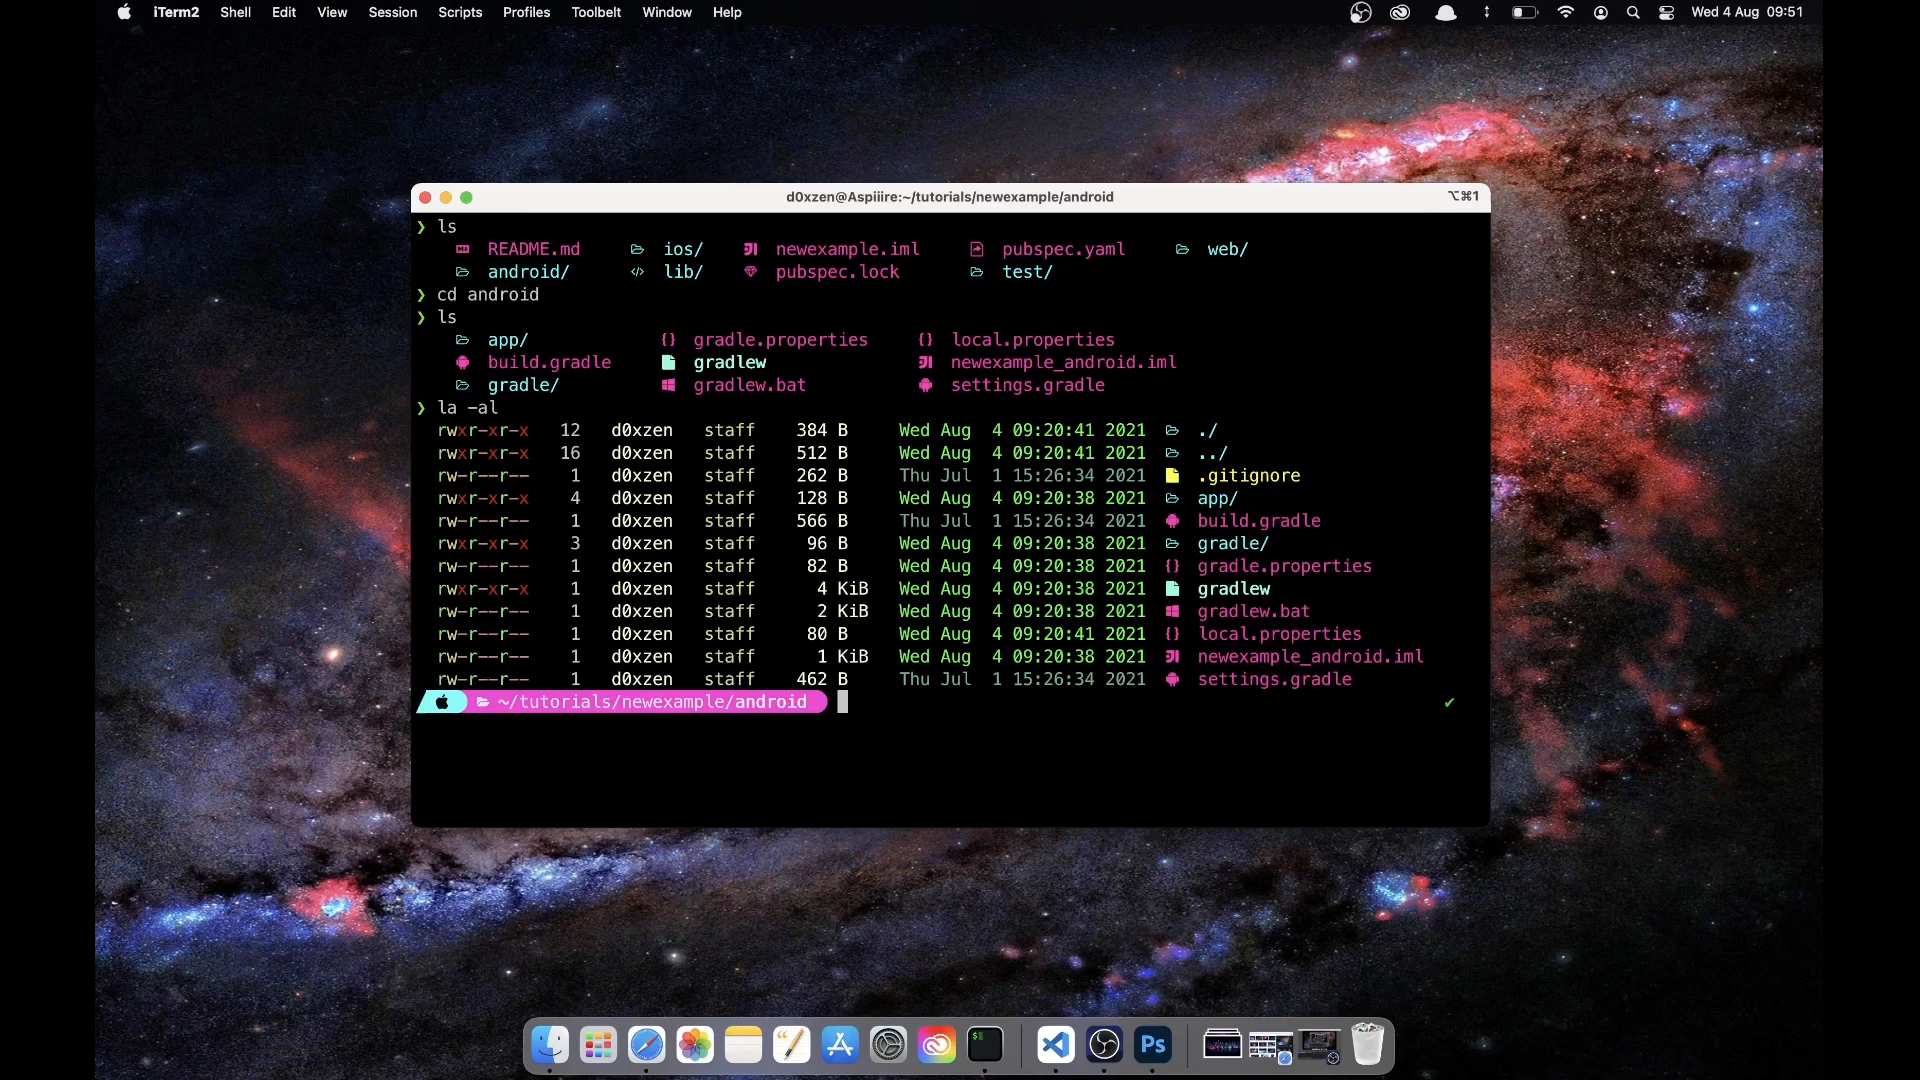 iTerm2 Shell Edit View Session Scripts Profiles Toolbelt Window Help Wed 4 Aug 09:51
d0xzen@Aspiiire:~/tutorials/newexample/android ⌥⌘1
❯ ls
README.md ios/ newexample.iml pubspec.yaml web/
android/ </> lib/ pubspec.lock test/
❯ cd android
❯ ls
app/ {} gradle.properties {} local.properties
build.gradle gradlew newexample_android.iml
gradle/ gradlew.bat settings.gradle
❯ la -al
rwxr-xr-x 12 d0xzen staff 384 B Wed Aug 4 09:20:41 2021 ./
rwxr-xr-x 16 d0xzen staff 512 B Wed Aug 4 09:20:41 2021 ../
rw-r--r-- 1 d0xzen staff 262 B Thu Jul 1 15:26:34 2021 .gitignore
rwxr-xr-x 4 d0xzen staff 128 B Wed Aug 4 09:20:38 2021 app/
rw-r--r-- 1 d0xzen staff 566 B Thu Jul 1 15:26:34 2021 build.gradle
rwxr-xr-x 3 d0xzen staff 96 B Wed Aug 4 09:20:38 2021 gradle/
rw-r--r-- 1 d0xzen staff 82 B Wed Aug 4 09:20:38 2021 {} gradle.properties
rwxr-xr-x 1 d0xzen staff 4 KiB Wed Aug 4 09:20:38 2021 gradlew
rw-r--r-- 1 d0xzen staff 2 KiB Wed Aug 4 09:20:38 2021 gradlew.bat
rw-r--r-- 1 d0xzen staff 80 B Wed Aug 4 09:20:41 2021 {} local.properties
rw-r--r-- 1 d0xzen staff 1 KiB Wed Aug 4 09:20:38 2021 newexample_android.iml
rw-r--r-- 1 d0xzen staff 462 B Thu Jul 1 15:26:34 2021 settings.gradle
~/tutorials/newexample/android ✔
Ps